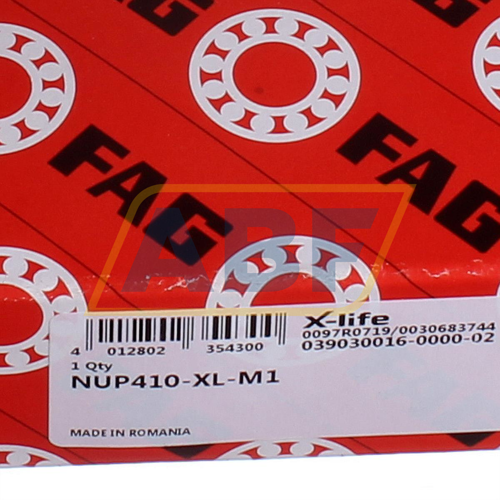 FAG
FAG
FAG
ABF
X-life
0097R0719/0030683744
039030016-0000-02
4 012802 354300
1 Qty
NUP410-XL-M1
MADE IN ROMANIA